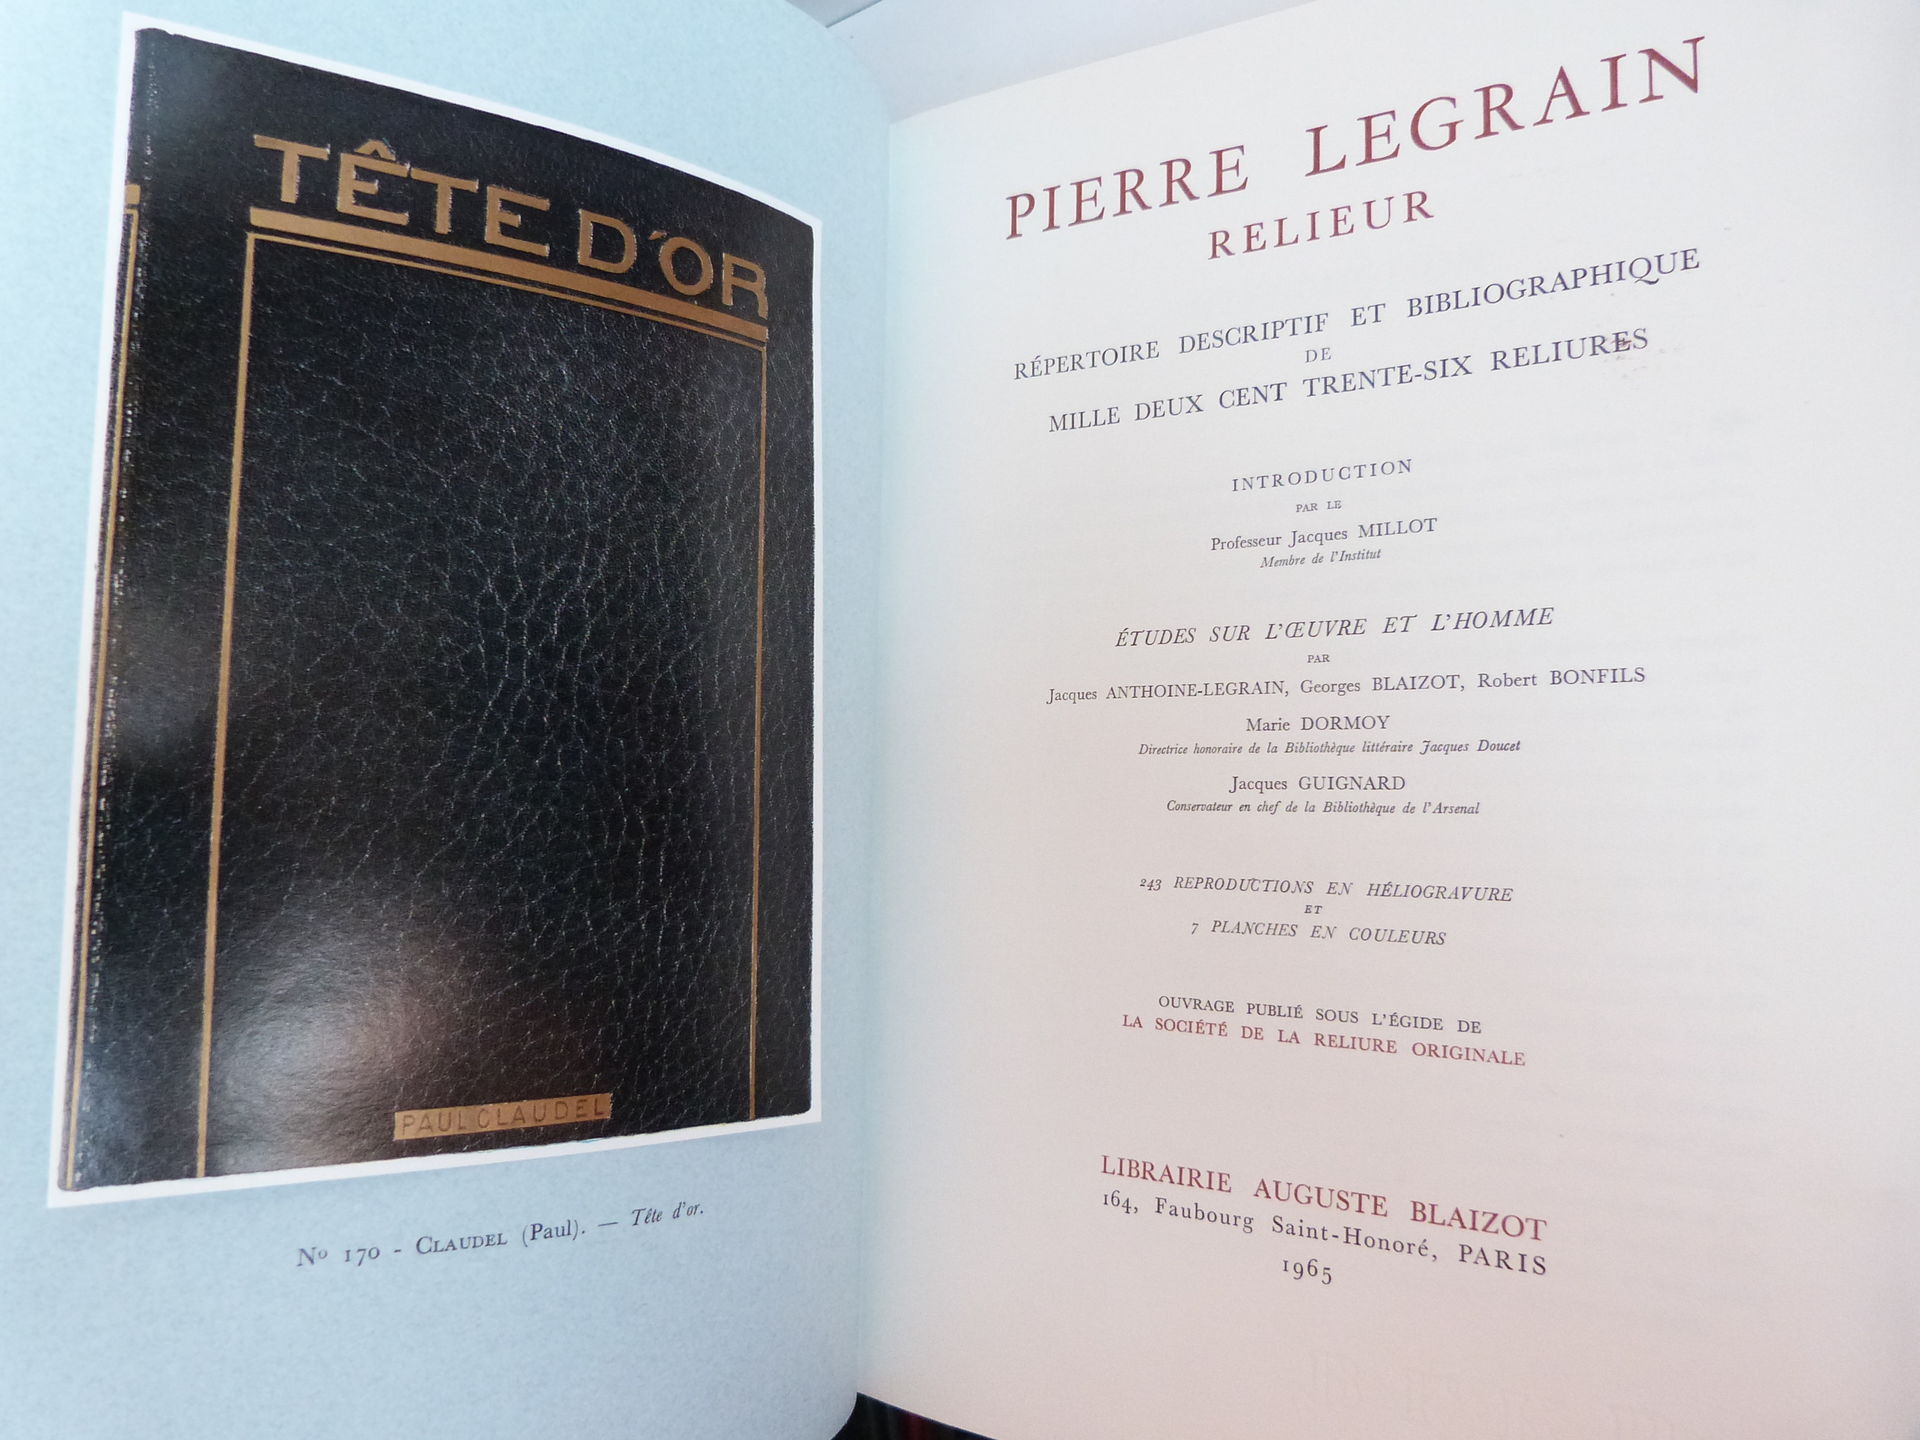 TÊTE D'OR
PAUL CLAUDEL
Nº 170 - CLAUDEL (Paul). — Tête d'or.
PIERRE LEGRAIN
RELIEUR
RÉPERTOIRE DESCRIPTIF ET BIBLIOGRAPHIQUE
DE
MILLE DEUX CENT TRENTE-SIX RELIURES
INTRODUCTION
PAR LE
Professeur Jacques MILLOT
Membre de l'Institut
ÉTUDES SUR L'ŒUVRE ET L'HOMME
PAR
Jacques ANTHOINE-LEGRAIN, Georges BLAIZOT, Robert BONFILS
Marie DORMOY
Directrice honoraire de la Bibliothèque littéraire Jacques Doucet
Jacques GUIGNARD
Conservateur en chef de la Bibliothèque de l'Arsenal
243 REPRODUCTIONS EN HÉLIOGRAVURE
ET
7 PLANCHES EN COULEURS
OUVRAGE PUBLIÉ SOUS L'ÉGIDE DE
LA SOCIÉTÉ DE LA RELIURE ORIGINALE
LIBRAIRIE AUGUSTE BLAIZOT
164, Faubourg Saint-Honoré, PARIS
1965